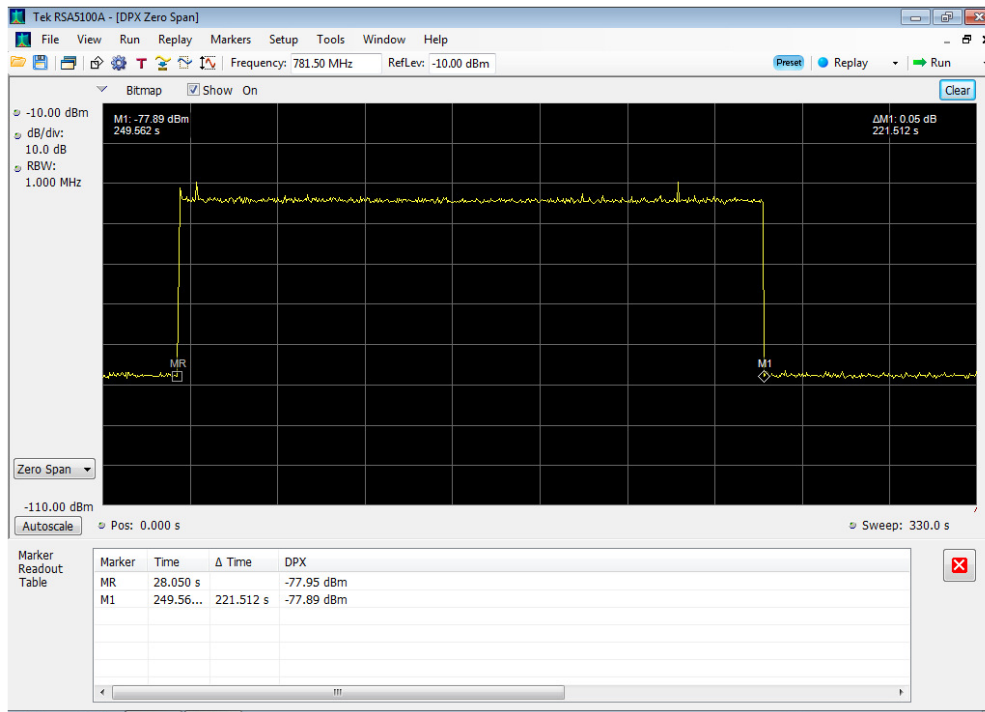 Tek RSA5100A - [DPX Zero Span]
File View Run Replay Markers Setup Tools Window Help
T Frequency: 781.50 MHz RefLev: -10.00 dBm Preset Replay Run
Bitmap Show On Clear
-10.00 dBm
dB/div:
10.0 dB
RBW:
1.000 MHz
M1: -77.89 dBm
249.562 s
ΔM1: 0.05 dB
221.512 s
MR
M1
Zero Span
-110.00 dBm
Autoscale Pos: 0.000 s Sweep: 330.0 s
Marker
Readout
Table
Marker Time Δ Time DPX
MR 28.050 s -77.95 dBm
M1 249.56... 221.512 s -77.89 dBm